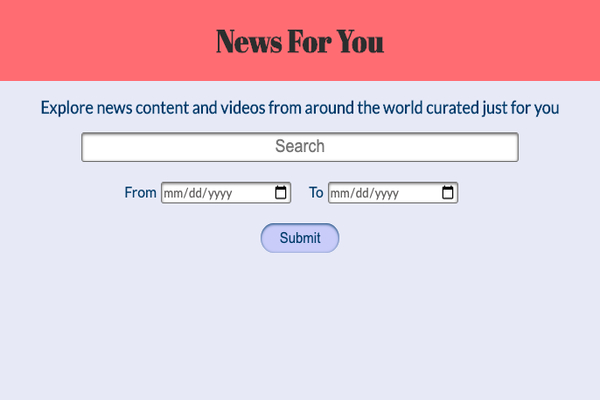 News For You
Explore news content and videos from around the world curated just for you
Search
From mm/dd/yyyy To mm/dd/yyyy
Submit